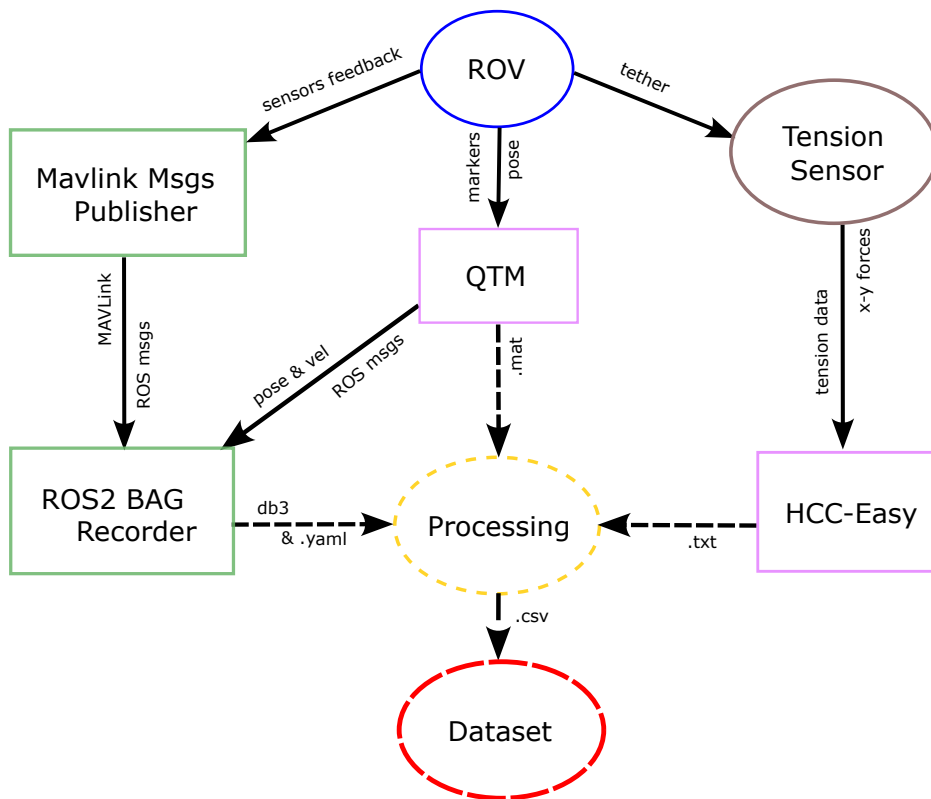 ROV
sensors feedback
tether
Tension
Sensor
Mavlink Msgs
Publisher
markers
pose
QTM
MAVLink
ROS msgs
pose & vel
ROS msgs
.mat
tension data
x-y forces
ROS2 BAG
Recorder
db3
& .yaml
Processing
.txt
HCC-Easy
.csv
Dataset